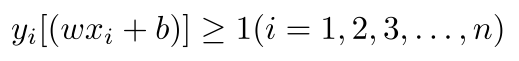 y_i[(wx_i + b)] ≥ 1(i = 1, 2, 3, ..., n)